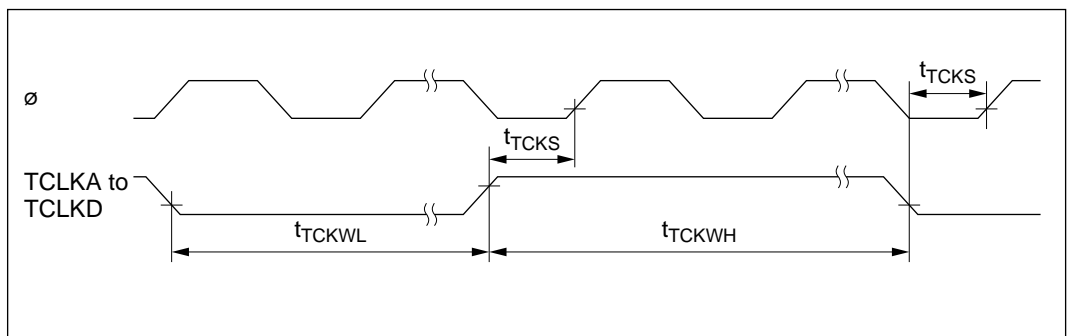 ø
tTCKS
tTCKS
TCLKA to
TCLKD
tTCKWL
tTCKWH